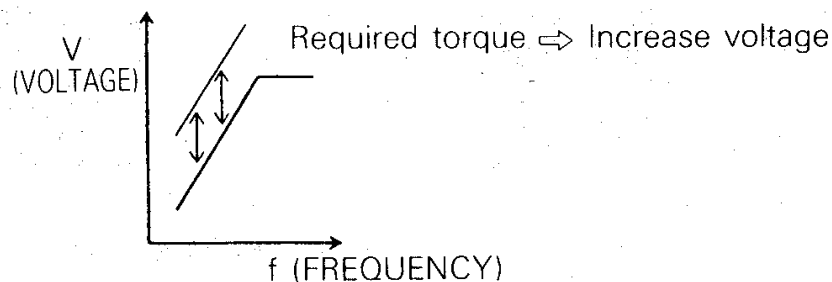 V
(VOLTAGE)
Required torque ⇨ Increase voltage
f (FREQUENCY)